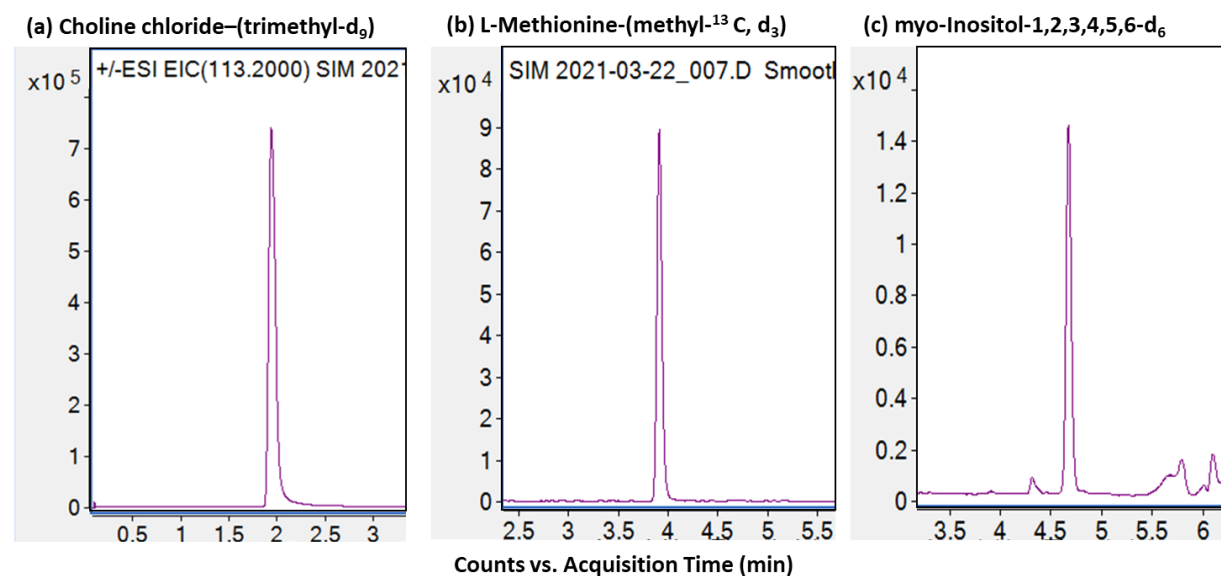 (a) Choline chloride–(trimethyl-d₉)
+/-ESI EIC(113.2000) SIM 202
x10 ⁵
7
6
5
4
3
2
1
0
0.5 1 1.5 2 2.5 3
(b) L-Methionine-(methyl-¹³ C, d₃)
SIM 2021-03-22_007.D Smoot
x10 ⁴
9
8
7
6
5
4
3
2
1
0
2.5 3 3.5 4 4.5 5 5.5
(c) myo-Inositol-1,2,3,4,5,6-d₆
x10 ⁴
1.4
1.2
1
0.8
0.6
0.4
0.2
0
3.5 4 4.5 5 5.5 6
Counts vs. Acquisition Time (min)